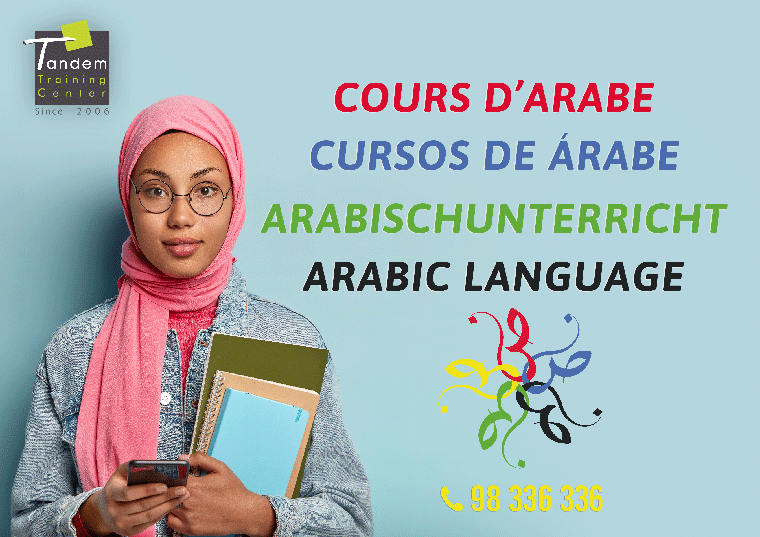 Tandem
Training
Center
Since 2006
COURS D'ARABE
CURSOS DE ÁRABE
ARABISCHUNTERRICHT
ARABIC LANGUAGE
98 336 336